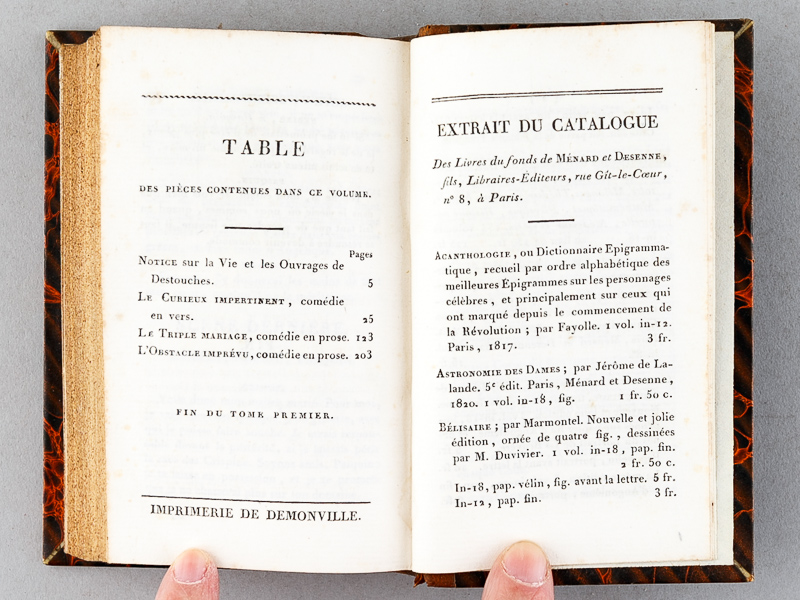 TABLE
DES PIÈCES CONTENUES DANS CE VOLUME.
Pages
NOTICE sur la Vie et les Ouvrages de
Destouches. 5
LE CURIEUX IMPERTINENT, comédie
en vers. 25
LE TRIPLE MARIAGE, comédie en prose. 123
L'OBSTACLE IMPRÉVU, comédie en prose. 203
FIN DU TOME PREMIER.
IMPRIMERIE DE DEMONVILLE.
EXTRAIT DU CATALOGUE
Des Livres du fonds de MÉNARD et DESENNE,
fils, Libraires-Éditeurs, rue Gît-le-Cœur,
n° 8, à Paris.
ACANTHOLOGIE, ou Dictionnaire Epigramma-
tique, recueil par ordre alphabétique des
meilleures Épigrammes sur les personnages
célèbres, et principalement sur ceux qui
ont marqué depuis le commencement de
la Révolution; par Fayolle. 1 vol. in-12.
Paris, 1817. 3 fr.
ASTRONOMIE DES DAMES; par Jérôme de La-
lande. 5e édit. Paris, Ménard et Desenne,
1820. 1 vol. in-18, fig. 1 fr. 50 c.
BÉLISAIRE; par Marmontel. Nouvelle et jolie
édition, ornée de quatre fig., dessinées
par M. Duvivier. 1 vol. in-18, pap. fin.
2 fr. 50 c.
In-18, pap. vélin, fig. avant la lettre. 5 fr.
In-12, pap. fin. 3 fr.